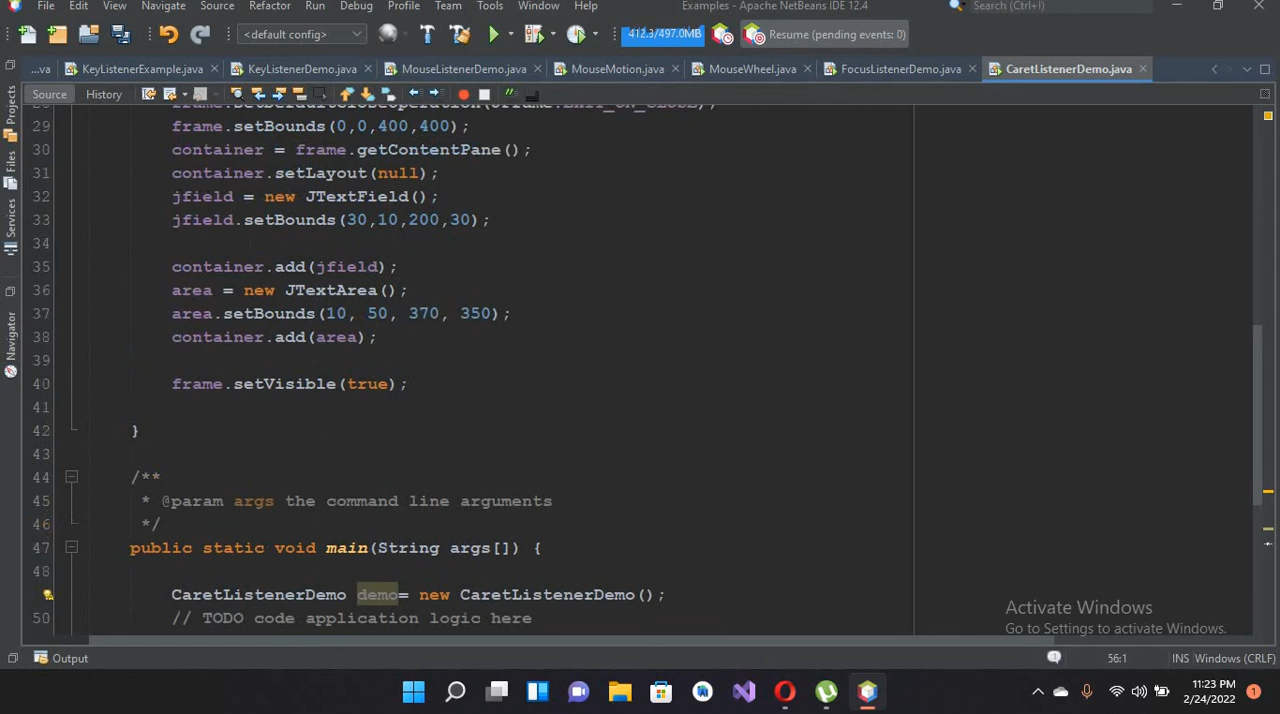 File Edit View Navigate Source Refactor Run Debug Profile Team Tools Window Help Examples - Apache NetBeans IDE 12.4 Search (Ctrl+I)
<default config> 412.3/497.0MB Resume (pending events: 0)
...va KeyListenerExample.java KeyListenerDemo.java MouseListenerDemo.java MouseMotion.java MouseWheel.java FocusListenerDemo.java CaretListenerDemo.java
Source History
Projects
Files
Services
Navigator
29 frame.setBounds(0,0,400,400);
30 container = frame.getContentPane();
31 container.setLayout(null);
32 jfield = new JTextField();
33 jfield.setBounds(30,10,200,30);
34
35 container.add(jfield);
36 area = new JTextArea();
37 area.setBounds(10, 50, 370, 350);
38 container.add(area);
39
40 frame.setVisible(true);
41
42 }
43
44 /**
45 * @param args the command line arguments
46 */
47 public static void main(String args[]) {
48
CaretListenerDemo demo= new CaretListenerDemo();
50 // TODO code application logic here
Activate Windows
Go to Settings to activate Windows.
Output 56:1 INS Windows (CRLF)
11:23 PM
2/24/2022
1